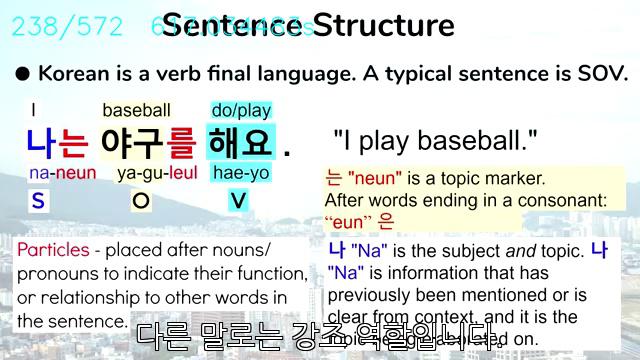 238/572
Sentence Structure
● Korean is a verb final language. A typical sentence is SOV.
I baseball do/play
나는 야구를 해요 .
na-neun ya-gu-leul hae-yo
S O V
"I play baseball."
는 "neun" is a topic marker.
After words ending in a consonant:
“eun” 은
Particles - placed after nouns/
pronouns to indicate their function,
or relationship to other words in
the sentence.
나 "Na" is the subject and topic. 나
"Na" is information that has
previously been mentioned or is
clear from context, and it is the
topic being elaborated on.
다른 말로는 강조 역할입니다.